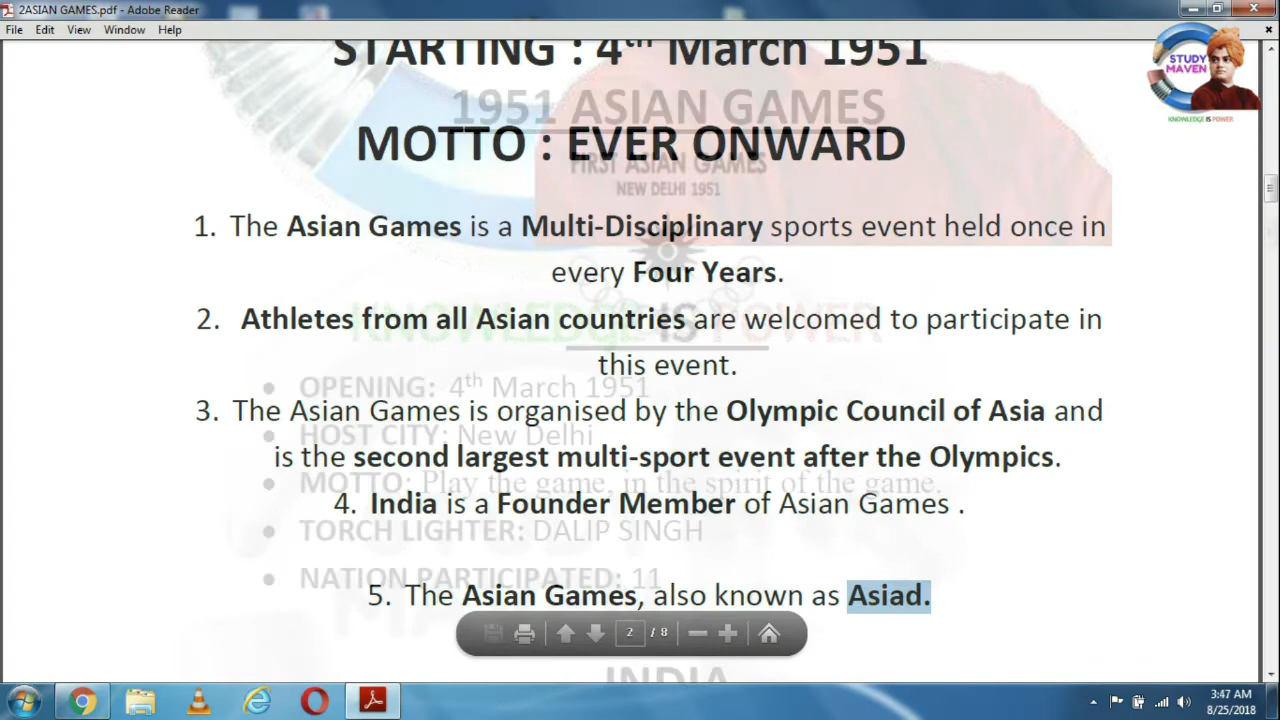 2ASIAN GAMES.pdf - Adobe Reader
File Edit View Window Help
STARTING : 4th March 1951
STUDY
MAVEN
KNOWLEDGE IS POWER
1951 ASIAN GAMES
MOTTO : EVER ONWARD
FIRST ASIAN GAMES
NEW DELHI 1951
1. The Asian Games is a Multi-Disciplinary sports event held once in
every Four Years.
2. Athletes from all Asian countries are welcomed to participate in
KNOWLEDGE IS POWER
this event.
• OPENING: 4th March 1951
3. The Asian Games is organised by the Olympic Council of Asia and
• HOST CITY: New Delhi
is the second largest multi-sport event after the Olympics.
• MOTTO: Play the game, in the spirit of the game.
4. India is a Founder Member of Asian Games .
• TORCH LIGHTER: DALIP SINGH
• NATION PARTICIPATED: 11
5. The Asian Games, also known as Asiad.
2 / 8
INDIA
3:47 AM
8/25/2018